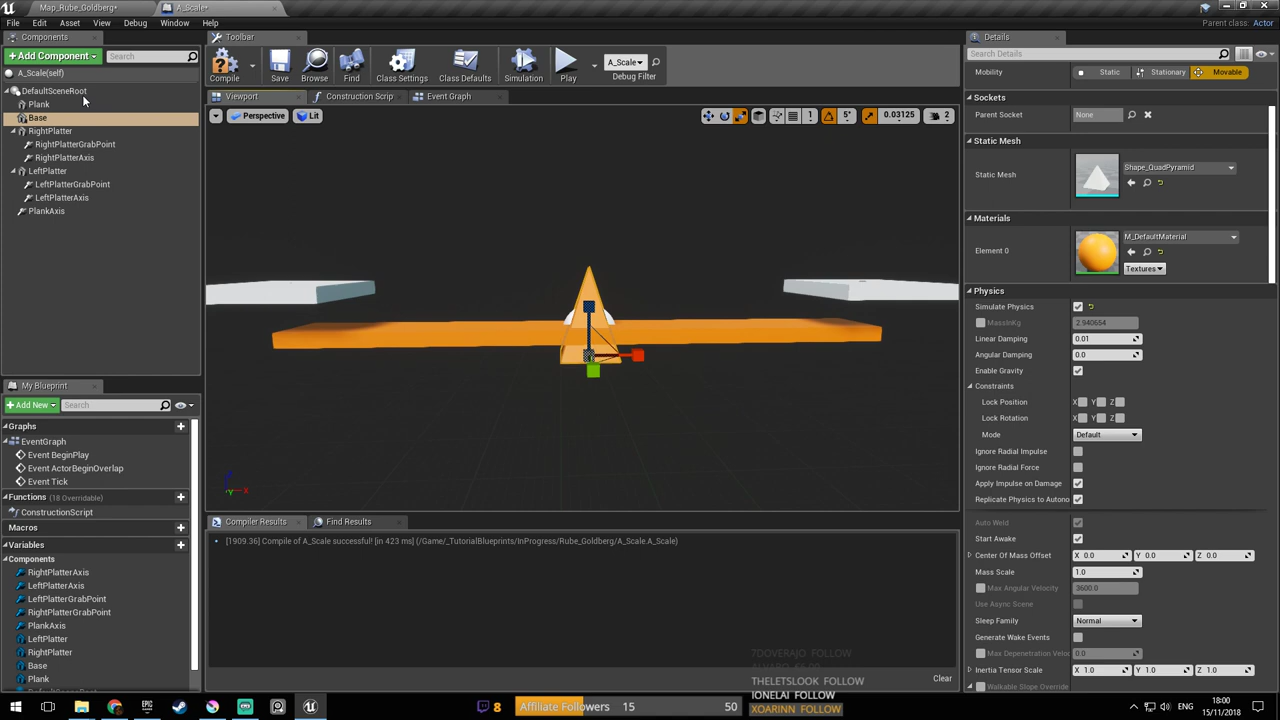 Map_Rube_Goldberg*
A_Scale*
File Edit Asset View Debug Window Help
Parent class: Actor
Components
+Add Component
Search
A_Scale(self)
DefaultSceneRoot
Plank
Base
RightPlatter
RightPlatterGrabPoint
RightPlatterAxis
LeftPlatter
LeftPlatterGrabPoint
LeftPlatterAxis
PlankAxis
My Blueprint
+Add New
Search
Graphs
EventGraph
Event BeginPlay
Event ActorBeginOverlap
Event Tick
Functions (18 Overridable)
ConstructionScript
Macros
Variables
Components
RightPlatterAxis
LeftPlatterAxis
LeftPlatterGrabPoint
RightPlatterGrabPoint
PlankAxis
LeftPlatter
RightPlatter
Base
Plank
Toolbar
Compile
Save
Browse
Find
Class Settings
Class Defaults
Simulation
Play
A_Scale
Debug Filter
Viewport
Construction Scrip
Event Graph
Perspective
Lit
1
5°
0.03125
2
Compiler Results
Find Results
[1909.36] Compile of A_Scale successful! [in 423 ms] (/Game/_TutorialBlueprints/InProgress/Rube_Goldberg/A_Scale.A_Scale)
Clear
Details
Search Details
Mobility Static Stationary Movable
Sockets
Parent Socket None
Static Mesh
Static Mesh Shape_QuadPyramid
Materials
Element 0 M_DefaultMaterial
Textures
Physics
Simulate Physics
MassInKg 2.940654
Linear Damping 0.01
Angular Damping 0.0
Enable Gravity
Constraints
Lock Position X Y Z
Lock Rotation X Y Z
Mode Default
Ignore Radial Impulse
Ignore Radial Force
Apply Impulse on Damage
Replicate Physics to Autono
Auto Weld
Start Awake
Center Of Mass Offset X 0.0 Y 0.0 Z 0.0
Mass Scale 1.0
Max Angular Velocity 3600.0
Use Async Scene
Sleep Family Normal
Generate Wake Events
Max Depenetration Veloc 0.0
Inertia Tensor Scale X 1.0 Y 1.0 Z 1.0
Walkable Slope Override
7DOVERAJO FOLLOW
THELETSLOOK FOLLOW
IONELAI FOLLOW
XOARINN FOLLOW
8
Affiliate Followers 15 50
18:00
15/11/2018